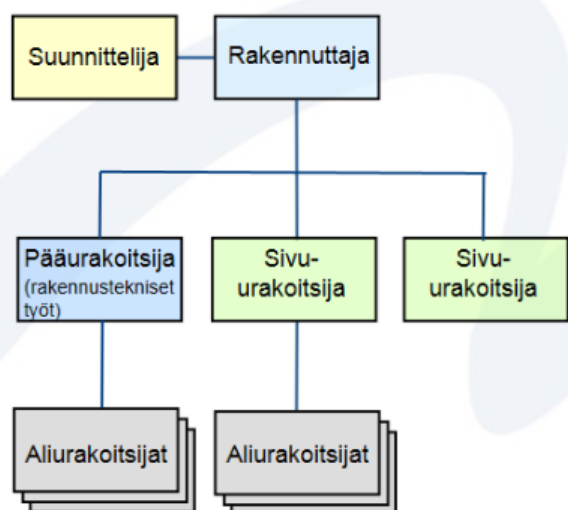 Suunnittelija
Rakennuttaja
Pääurakoitsija
(rakennustekniset
työt)
Sivu-
urakoitsija
Sivu-
urakoitsija
Aliurakoitsijat
Aliurakoitsijat